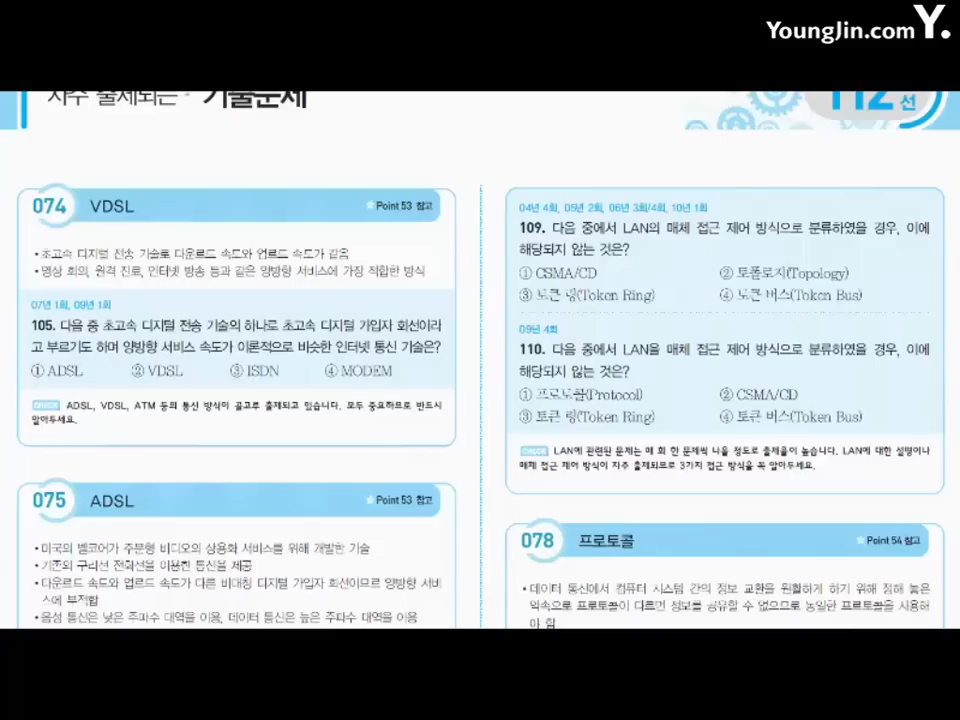 YoungJin.com Y.
자주 출제되는 기출문제
112 선
074 VDSL
Point 53 참고
• 초고속 디지털 전송 기술로 다운로드 속도와 업로드 속도가 같음
• 영상 회의, 원격 진료, 인터넷 방송 등과 같은 양방향 서비스에 가장 적합한 방식
07년 1회, 09년 1회
105. 다음 중 초고속 디지털 전송 기술의 하나로 초고속 디지털 가입자 회선이라
고 부르기도 하며 양방향 서비스 속도가 이론적으로 비슷한 인터넷 통신 기술은?
① ADSL ② VDSL ③ ISDN ④ MODEM
ADSL, VDSL, ATM 등의 통신 방식이 골고루 출제되고 있습니다. 모두 중요하므로 반드시
알아두세요.
075 ADSL
Point 53 참고
• 미국의 벨코어가 주문형 비디오의 상용화 서비스를 위해 개발한 기술
• 기존의 구리선 전화선을 이용한 통신을 제공
• 다운로드 속도와 업로드 속도가 다른 비대칭 디지털 가입자 회선이므로 양방향 서비
스에 부적합
• 음성 통신은 낮은 주파수 대역을 이용, 데이터 통신은 높은 주파수 대역을 이용
04년 4회, 05년 2회, 06년 3회/4회, 10년 1회
109. 다음 중에서 LAN의 매체 접근 제어 방식으로 분류하였을 경우, 이에
해당되지 않는 것은?
① CSMA/CD ② 토폴로지(Topology)
③ 토큰 링(Token Ring) ④ 토큰 버스(Token Bus)
09년 4회
110. 다음 중에서 LAN을 매체 접근 제어 방식으로 분류하였을 경우, 이에
해당되지 않는 것은?
① 프로토콜(Protocol) ② CSMA/CD
③ 토큰 링(Token Ring) ④ 토큰 버스(Token Bus)
LAN에 관련된 문제는 매 회 한 문제씩 나올 정도로 출제율이 높습니다. LAN에 대한 설명이나
매체 접근 제어 방식이 자주 출제되므로 3가지 접근 방식을 꼭 알아두세요.
078 프로토콜
Point 54 참고
• 데이터 통신에서 컴퓨터 시스템 간의 정보 교환을 원활하게 하기 위해 정해 놓은
약속으로 프로토콜이 다르면 정보를 공유할 수 없으므로 동일한 프로토콜을 사용해
야 함